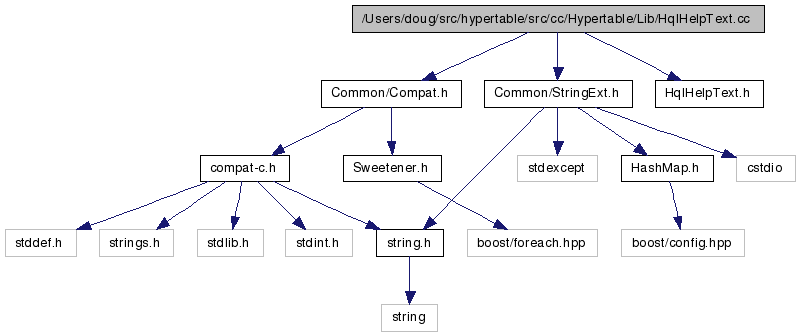 /Users/doug/src/hypertable/src/cc/Hypertable/Lib/HqlHelpText.cc
Common/Compat.h
Common/StringExt.h
HqlHelpText.h
compat-c.h
Sweetener.h
stdexcept
HashMap.h
cstdio
stddef.h
strings.h
stdlib.h
stdint.h
string.h
boost/foreach.hpp
boost/config.hpp
string